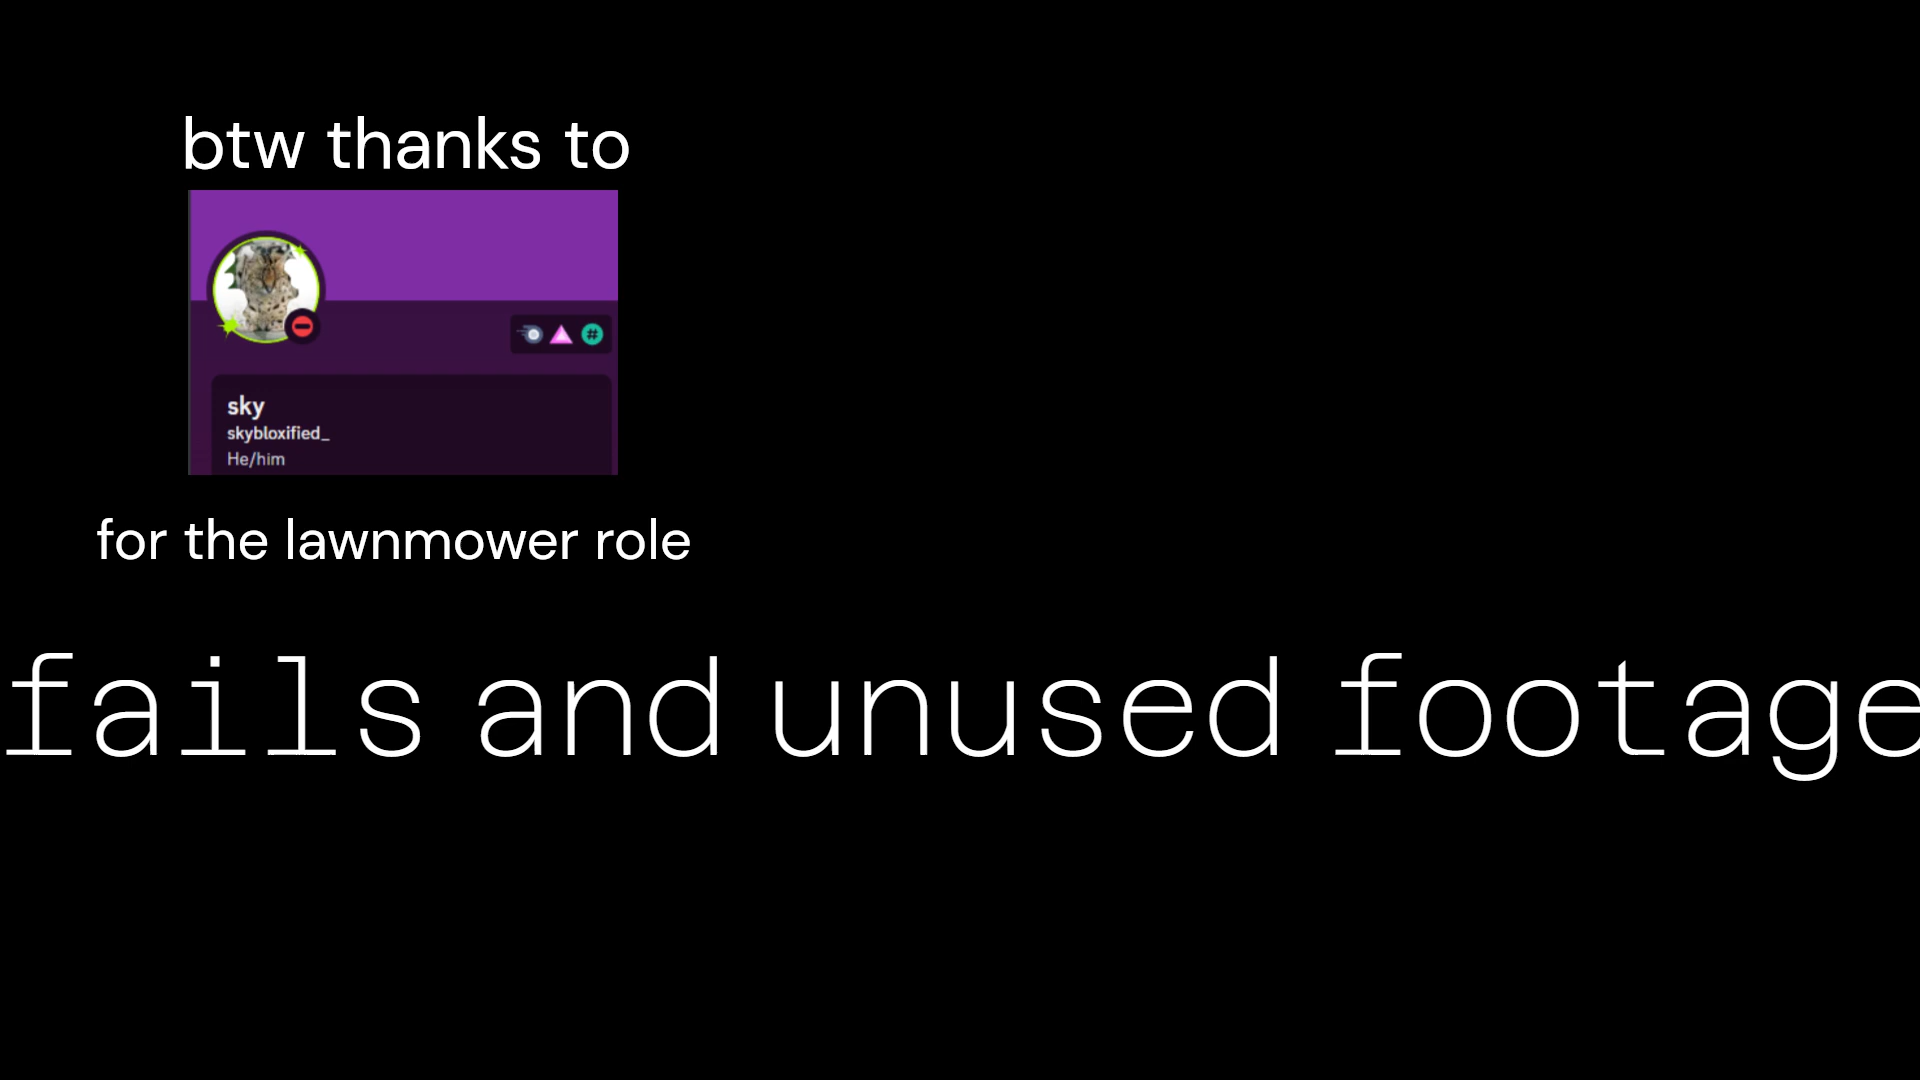 btw thanks to
#
sky
skybloxified_
He/him
for the lawnmower role
fails and unused footage